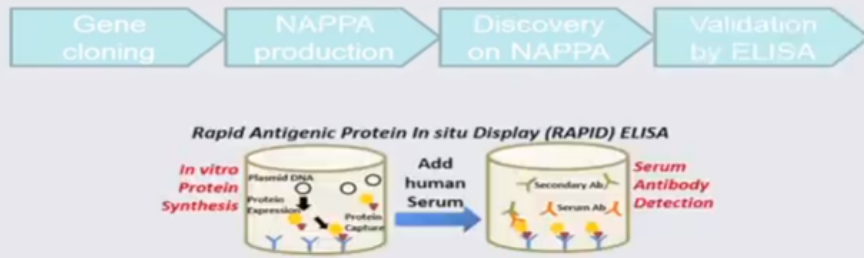 Gene
cloning
NAPPA
production
Discovery
on NAPPA
Validation
by ELISA
Rapid Antigenic Protein In situ Display (RAPID) ELISA
In vitro
Protein
Synthesis
Plasmid DNA
Protein
Expression
Protein
Capture
Add
human
Serum
Secondary Ab
Serum Ab
Serum
Antibody
Detection